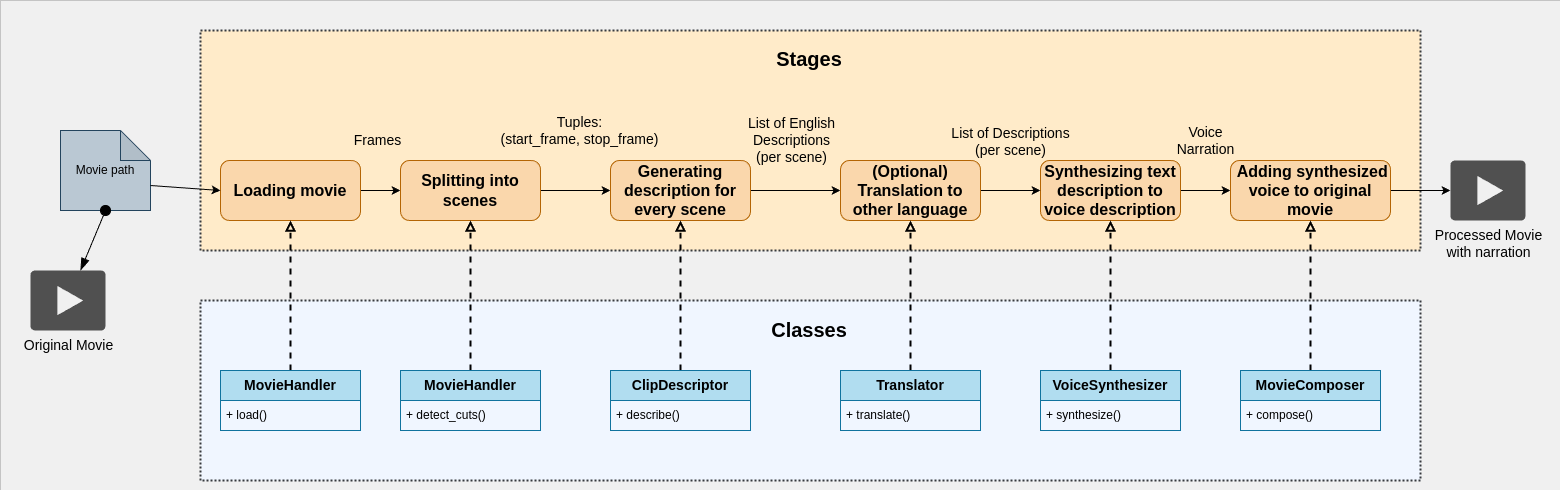 Stages
Movie path
Original Movie
Frames
Tuples:
(start_frame, stop_frame)
List of English
Descriptions
(per scene)
List of Descriptions
(per scene)
Voice
Narration
Loading movie
Splitting into
scenes
Generating
description for
every scene
(Optional)
Translation to
other language
Synthesizing text
description to
voice description
Adding synthesized
voice to original
movie
Processed Movie
with narration
Classes
MovieHandler
+ load()
MovieHandler
+ detect_cuts()
ClipDescriptor
+ describe()
Translator
+ translate()
VoiceSynthesizer
+ synthesize()
MovieComposer
+ compose()